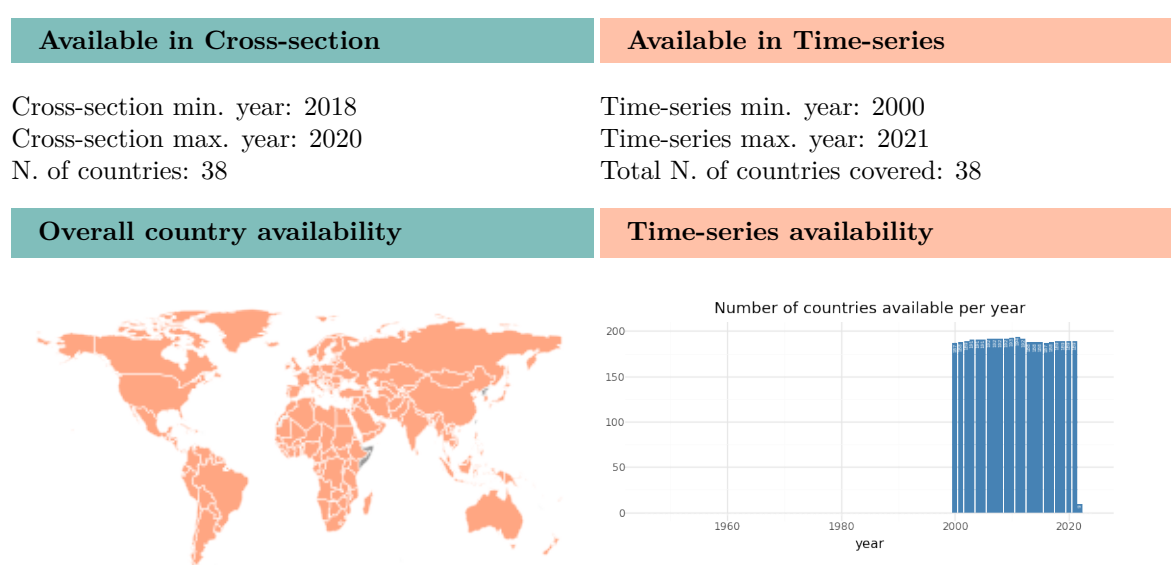 Available in Cross-section
Available in Time-series
Cross-section min. year: 2018
Cross-section max. year: 2020
N. of countries: 38
Time-series min. year: 2000
Time-series max. year: 2021
Total N. of countries covered: 38
Overall country availability
Time-series availability
Number of countries available per year
200
150
100
50
0
1960
1980
2000
2020
year